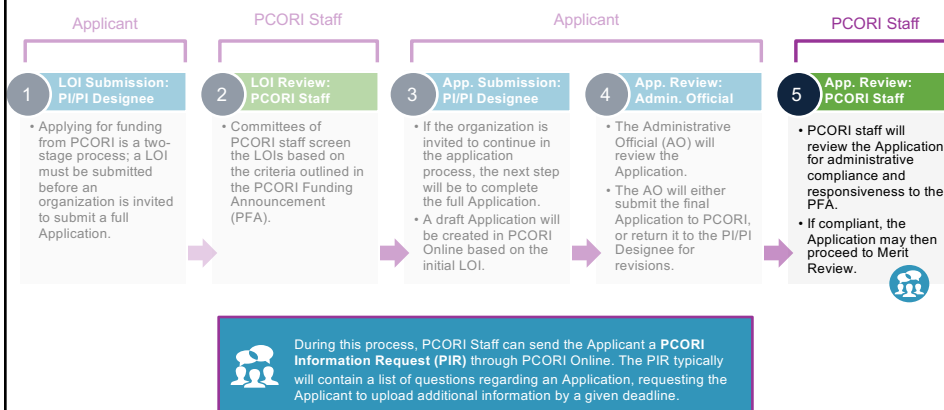 Applicant
PCORI Staff
Applicant
PCORI Staff
1
LOI Submission:
PI/PI Designee
• Applying for funding
from PCORI is a two-
stage process; a LOI
must be submitted
before an
organization is invited
to submit a full
Application.
2
LOI Review:
PCORI Staff
• Committees of
PCORI staff screen
the LOIs based on
the criteria outlined in
the PCORI Funding
Announcement
(PFA).
3
App. Submission:
PI/PI Designee
• If the organization is
invited to continue in
the application
process, the next step
will be to complete
the full Application.
• A draft Application will
be created in PCORI
Online based on the
initial LOI.
4
App. Review:
Admin. Official
• The Administrative
Official (AO) will
review the
Application.
• The AO will either
submit the final
Application to PCORI,
or return it to the PI/PI
Designee for
revisions.
5
App. Review:
PCORI Staff
• PCORI staff will
review the Application
for administrative
compliance and
responsiveness to the
PFA.
• If compliant, the
Application may then
proceed to Merit
Review.
During this process, PCORI Staff can send the Applicant a PCORI
Information Request (PIR) through PCORI Online. The PIR typically
will contain a list of questions regarding an Application, requesting the
Applicant to upload additional information by a given deadline.